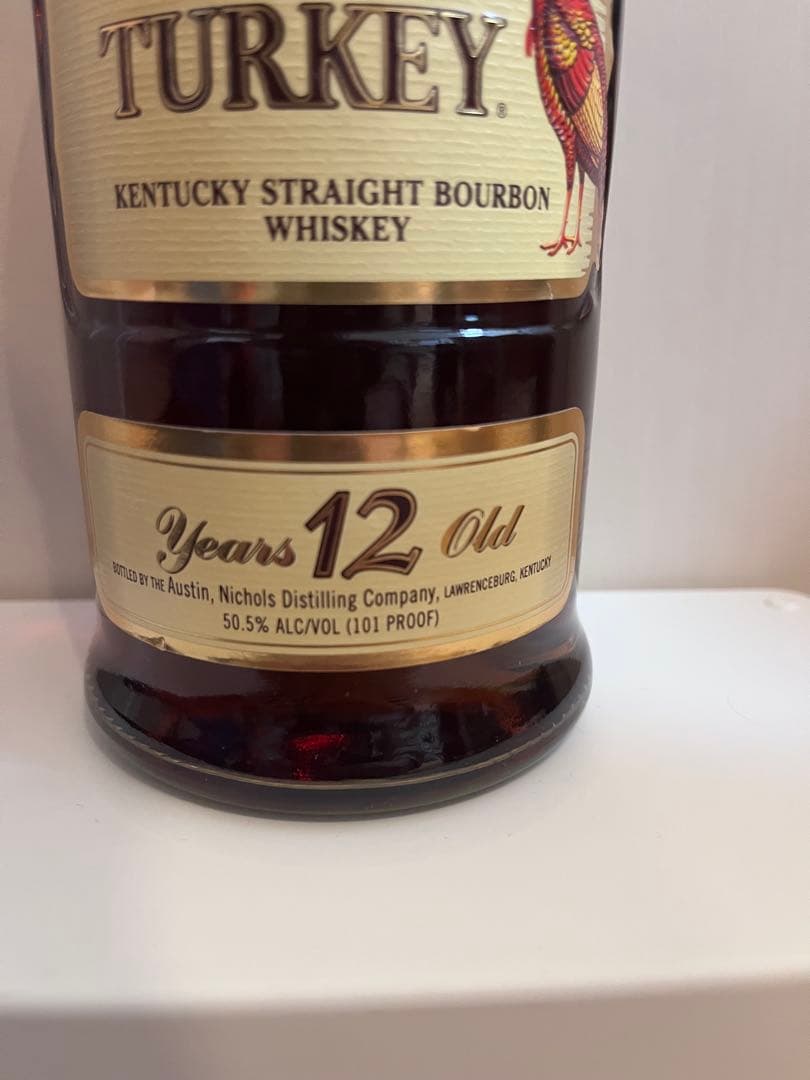 TURKEY®
KENTUCKY STRAIGHT BOURBON
WHISKEY
Years 12 Old
BOTTLED BY THE Austin, Nichols Distilling Company, LAWRENCEBURG, KENTUCKY
50.5% ALC/VOL (101 PROOF)